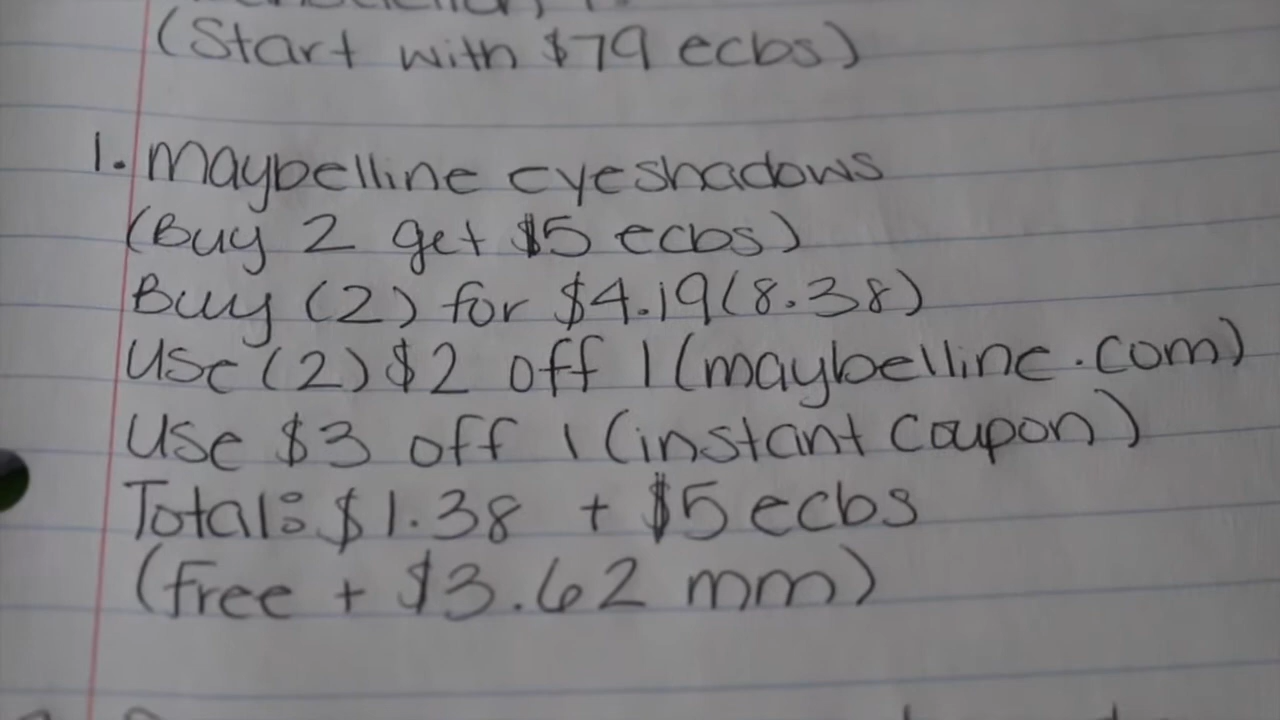 (Start with $79 ecbs)
1. Maybelline eyeshadows
(Buy 2 get $5 ecbs)
Buy (2) for $4.19 (8.38)
Use (2) $2 off 1 (maybelline.com)
Use $3 off 1 (instant coupon)
Total: $1.38 + $5 ecbs
(free + $3.62 mm)